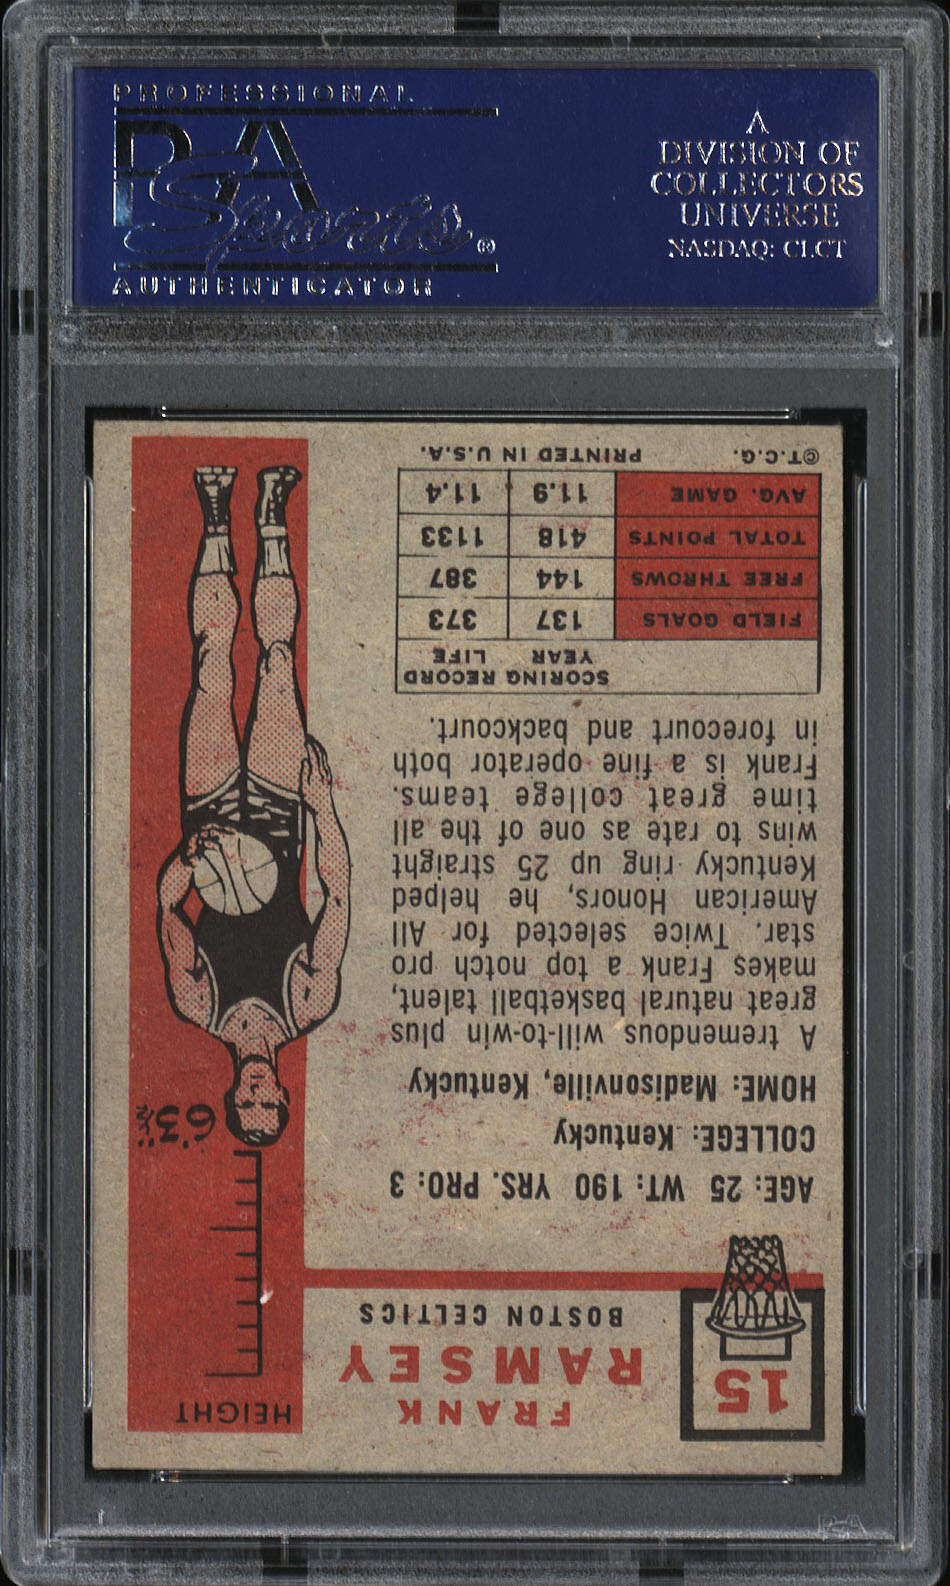 PROFESSIONAL
PSA
Sports®
AUTHENTICATOR
A
DIVISION OF
COLLECTORS
UNIVERSE
NASDAQ: CLCT
15
FRANK
RAMSEY
BOSTON CELTICS
HEIGHT
6'3½"
AGE: 25 WT: 190 YRS. PRO: 3
COLLEGE: Kentucky
HOME: Madisonville, Kentucky
A tremendous will-to-win plus
great natural basketball talent,
makes Frank a top notch pro
star. Twice selected for All
American Honors, he helped
Kentucky ring up 25 straight
wins to rate as one of the all
time great college teams.
Frank is a fine operator both
in forecourt and backcourt.
SCORING RECORD
YEAR LIFE
FIELD GOALS 137 373
FREE THROWS 144 387
TOTAL POINTS 418 1133
AVG. GAME 11.9 11.4
©T.C.G. PRINTED IN U.S.A.
PSA